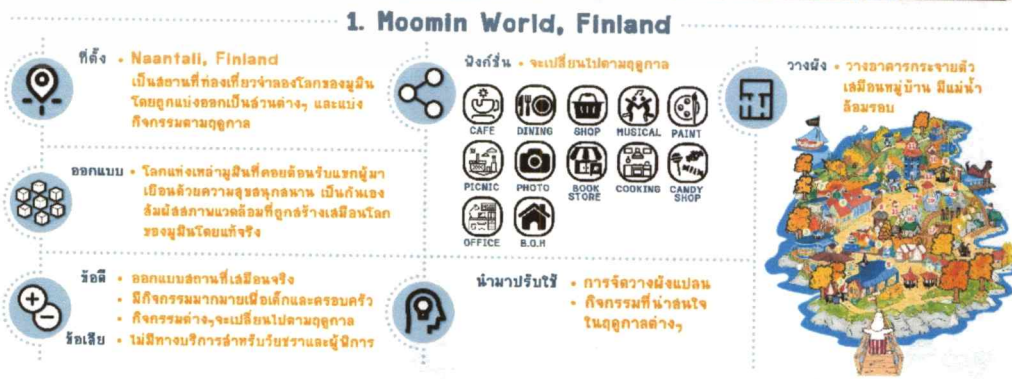 1. Moomin World, Finland
ที่ตั้ง • Naantali, Finland
เป็นสถานที่ท่องเที่ยวจำลองโลกของมูมิน
โดยถูกแบ่งออกเป็นส่วนต่างๆ และแบ่ง
กิจกรรมตามฤดูกาล
ออกแบบ • โลกแห่งเหล่ามูมินที่คอยต้อนรับแขกผู้มา
เยือนด้วยความสุขสนุกสนาน เป็นกันเอง
สัมผัสสภาพแวดล้อมที่ถูกสร้างเสมือนโลก
ของมูมินโดยแท้จริง
ข้อดี • ออกแบบสถานที่เสมือนจริง
• มีกิจกรรมมากมายเพื่อเด็กและครอบครัว
• กิจกรรมต่างๆจะเปลี่ยนไปตามฤดูกาล
ข้อเสีย • ไม่มีทางบริการสำหรับวัยชราและผู้พิการ
ฟังค์ชั่น • จะเปลี่ยนไปตามฤดูกาล
CAFE DINING SHOP MUSICAL PAINT
PICNIC PHOTO BOOK STORE COOKING CANDY SHOP
OFFICE B.O.H
นำมาปรับใช้ • การจัดวางผังแปลน
• กิจกรรมที่น่าสนใจ
ในฤดูกาลต่างๆ
วางผัง • วางอาคารกระจายตัว
เสมือนหมู่บ้าน มีแม่น้ำ
ล้อมรอบ